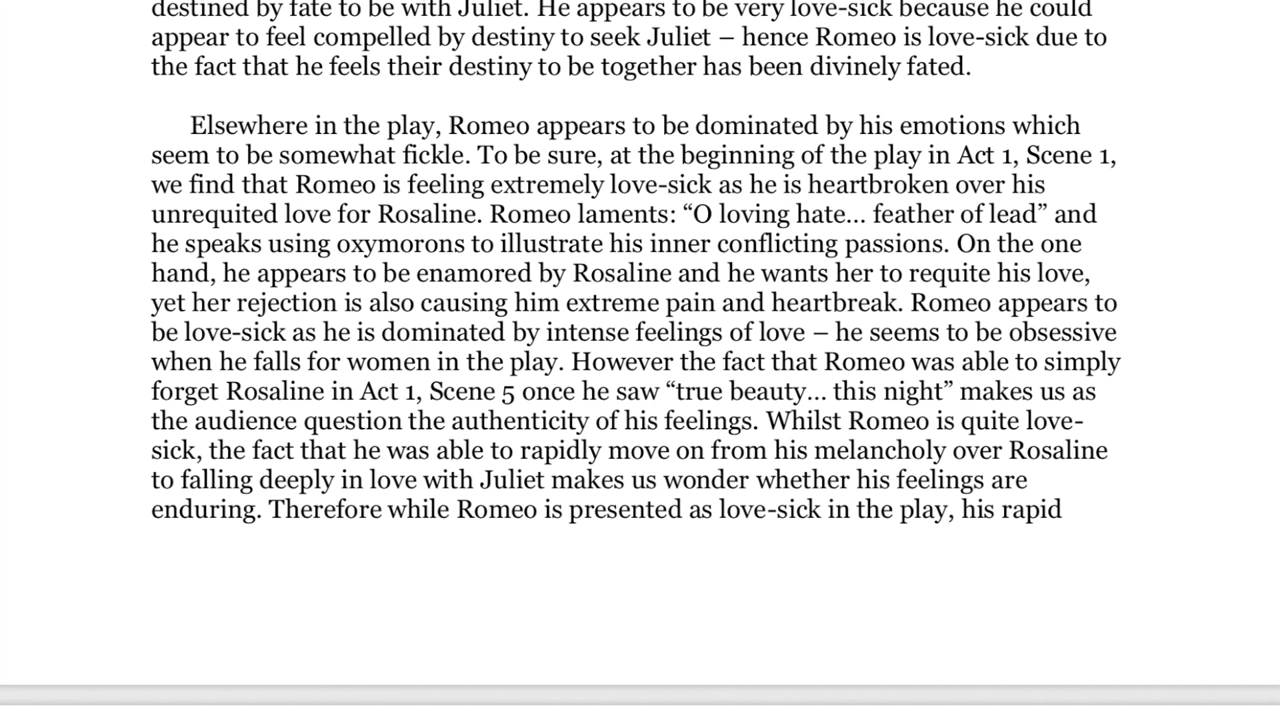 destined by fate to be with Juliet. He appears to be very love-sick because he could
appear to feel compelled by destiny to seek Juliet – hence Romeo is love-sick due to
the fact that he feels their destiny to be together has been divinely fated.
Elsewhere in the play, Romeo appears to be dominated by his emotions which
seem to be somewhat fickle. To be sure, at the beginning of the play in Act 1, Scene 1,
we find that Romeo is feeling extremely love-sick as he is heartbroken over his
unrequited love for Rosaline. Romeo laments: “O loving hate... feather of lead” and
he speaks using oxymorons to illustrate his inner conflicting passions. On the one
hand, he appears to be enamored by Rosaline and he wants her to requite his love,
yet her rejection is also causing him extreme pain and heartbreak. Romeo appears to
be love-sick as he is dominated by intense feelings of love – he seems to be obsessive
when he falls for women in the play. However the fact that Romeo was able to simply
forget Rosaline in Act 1, Scene 5 once he saw “true beauty... this night” makes us as
the audience question the authenticity of his feelings. Whilst Romeo is quite love-
sick, the fact that he was able to rapidly move on from his melancholy over Rosaline
to falling deeply in love with Juliet makes us wonder whether his feelings are
enduring. Therefore while Romeo is presented as love-sick in the play, his rapid